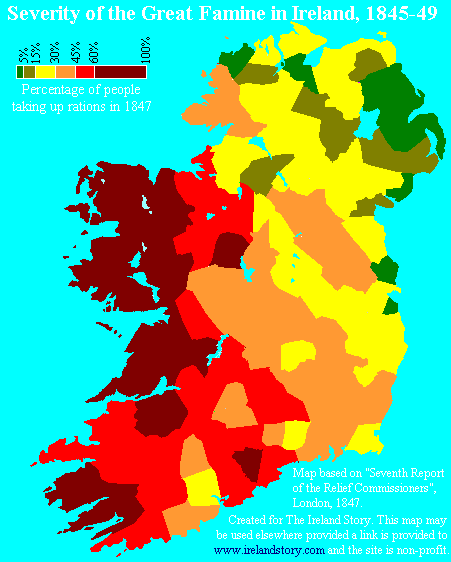 Severity of the Great Famine in Ireland, 1845-49
5%
15%
30%
45%
60%
100%
Percentage of people
taking up rations in 1847
Map based on "Seventh Report
of the Relief Commissioners",
London, 1847.
Created for The Ireland Story. This map may
be used elsewhere provided a link is provided to
www.irelandstory.com and the site is non-profit